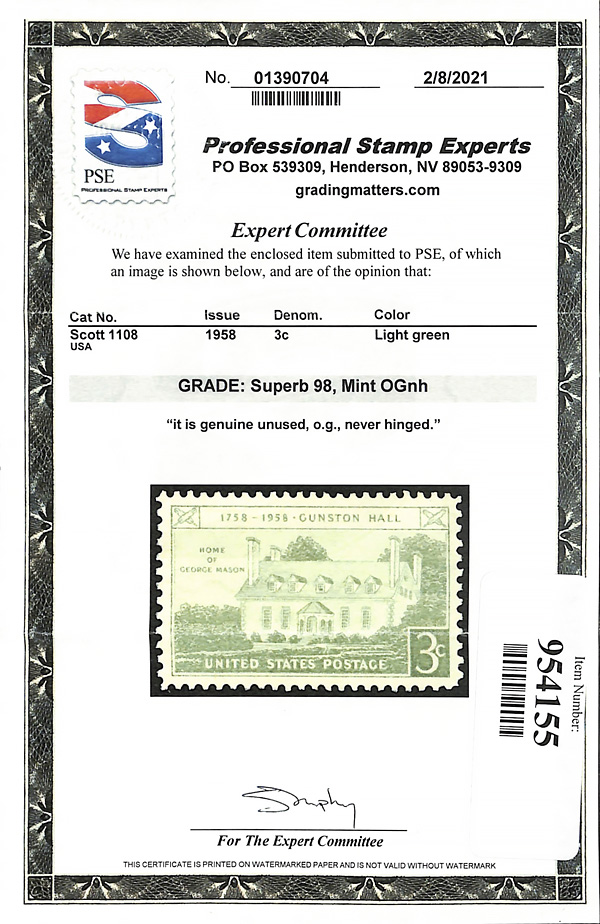 No. 01390704 2/8/2021
PSE
PROFESSIONAL STAMP EXPERTS
Professional Stamp Experts
PO Box 539309, Henderson, NV 89053-9309
gradingmatters.com
Expert Committee
We have examined the enclosed item submitted to PSE, of which
an image is shown below, and are of the opinion that:
Cat No. Issue Denom. Color
Scott 1108 1958 3c Light green
USA
GRADE: Superb 98, Mint OGnh
“it is genuine unused, o.g., never hinged.”
1758-1958·GUNSTON HALL
HOME
OF
GEORGE MASON
3c
UNITED STATES POSTAGE
Item Number:
954155
For The Expert Committee
THIS CERTIFICATE IS PRINTED ON WATERMARKED PAPER AND IS NOT VALID WITHOUT WATERMARK